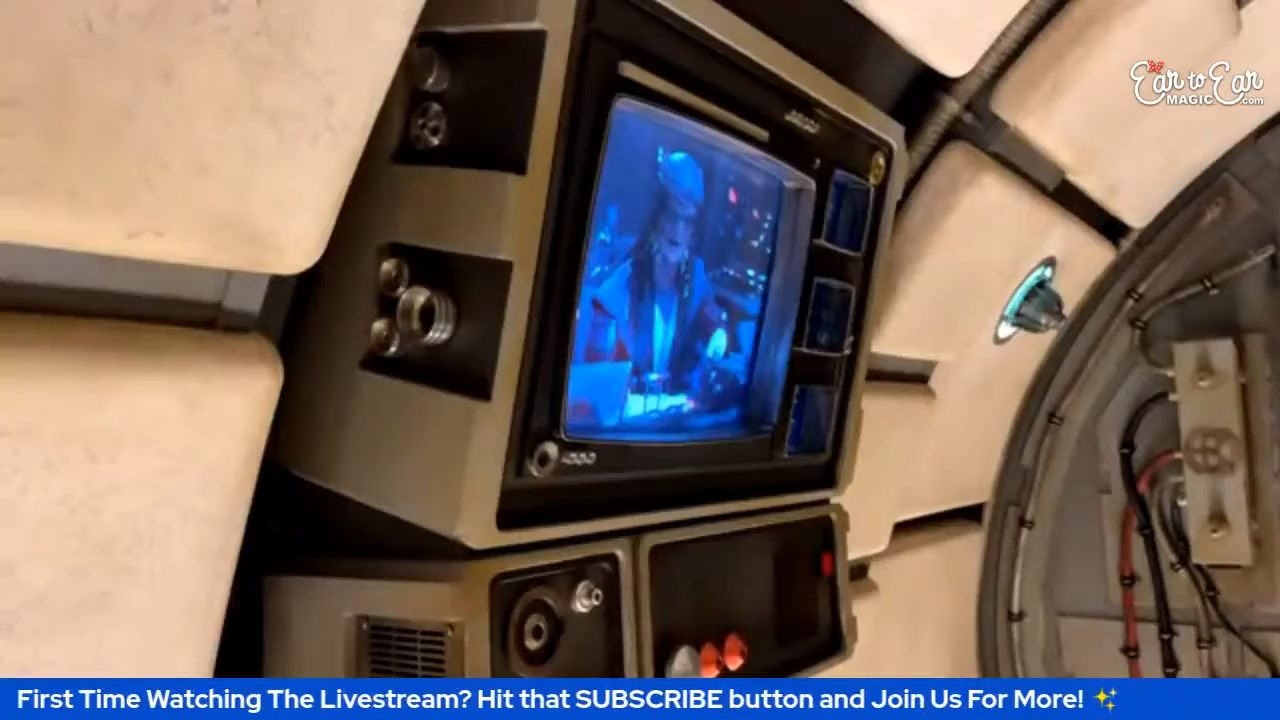 Ear to Ear
MAGIC.com
First Time Watching The Livestream? Hit that SUBSCRIBE button and Join Us For More! ✨